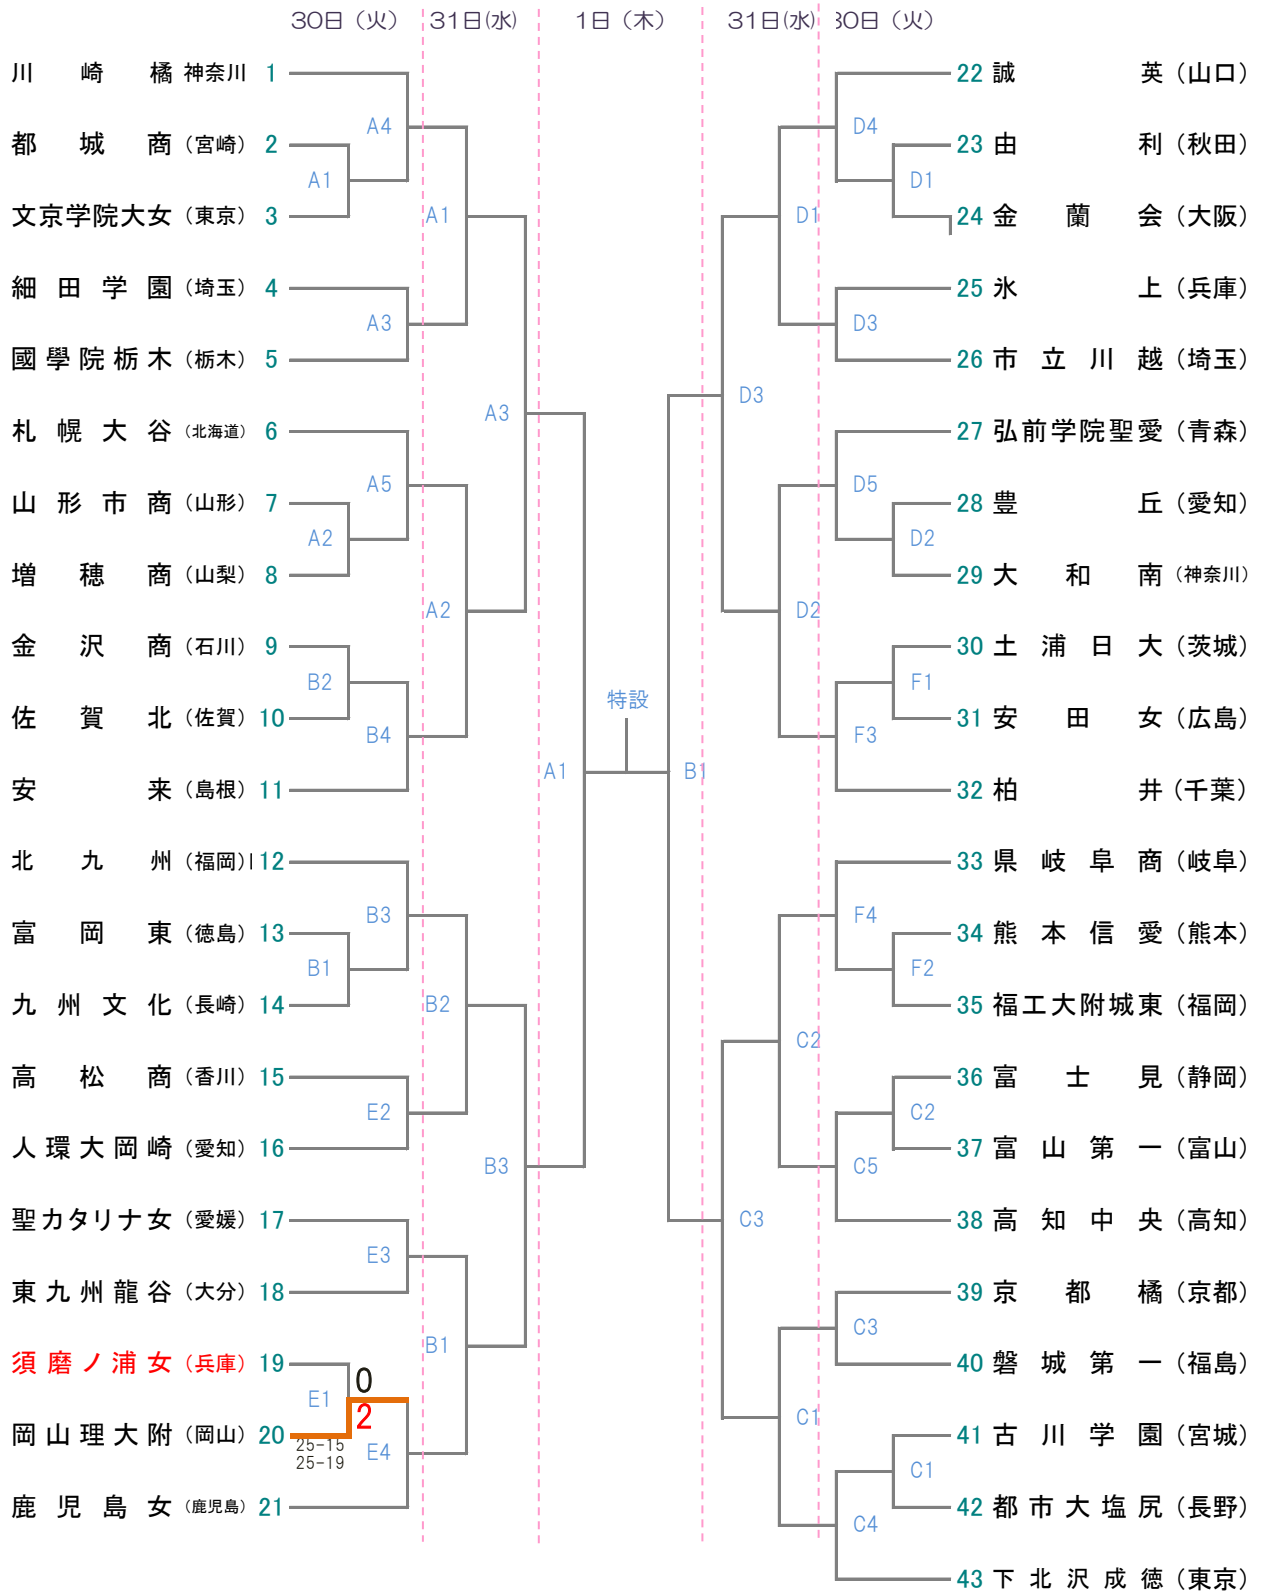 30日（火） 31日(水) 1日（木） 31日(水) 30日（火）
川崎橘 神奈川 1
都城商 （宮崎） 2
文京学院大女 （東京） 3
細田学園 （埼玉） 4
國學院栃木 （栃木） 5
札幌大谷 （北海道） 6
山形市商 （山形） 7
増穂商 （山梨） 8
金沢商 （石川） 9
佐賀北 （佐賀） 10
安来 （島根） 11
北九州 （福岡） 12
富岡東 （徳島） 13
九州文化 （長崎） 14
高松商 （香川） 15
人環大岡崎 （愛知） 16
聖カタリナ女 （愛媛） 17
東九州龍谷 （大分） 18
須磨ノ浦女 （兵庫） 19
岡山理大附 （岡山） 20
鹿児島女 （鹿児島） 21
A4
A1
A1
A3
A3
A5
A2
A2
B2
B4
B3
B1
B2
E2
B3
E3
B1
E1
0
2
25-15
25-19
E4
特設
A1 B1
22 誠英 （山口）
23 由利 （秋田）
24 金蘭会 （大阪）
25 氷上 （兵庫）
26 市立川越 （埼玉）
27 弘前学院聖愛 （青森）
28 豊丘 （愛知）
29 大和南 （神奈川）
30 土浦日大 （茨城）
31 安田女 （広島）
32 柏井 （千葉）
33 県岐阜商 （岐阜）
34 熊本信愛 （熊本）
35 福工大附城東 （福岡）
36 富士見 （静岡）
37 富山第一 （富山）
38 高知中央 （高知）
39 京都橘 （京都）
40 磐城第一 （福島）
41 古川学園 （宮城）
42 都市大塩尻 （長野）
43 下北沢成徳 （東京）
D4
D1
D1
D3
D3
D5
D2
D2
F1
F3
F4
F2
C2
C2
C5
C3
C3
C1
C1
C4